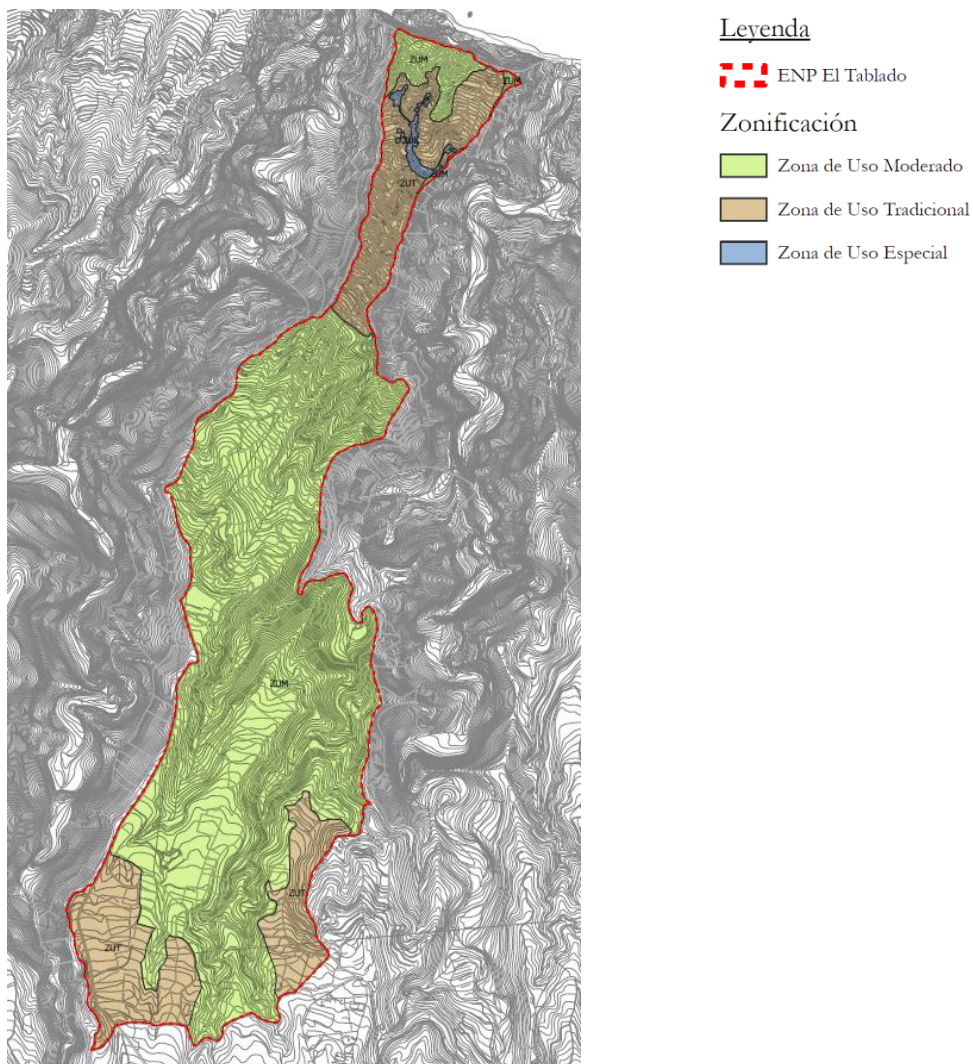 Leyenda
ENP El Tablado
Zonificación
Zona de Uso Moderado
Zona de Uso Tradicional
Zona de Uso Especial
ZUM
ZUM
ZUM
ZUT
ZUM
ZUT
ZUT